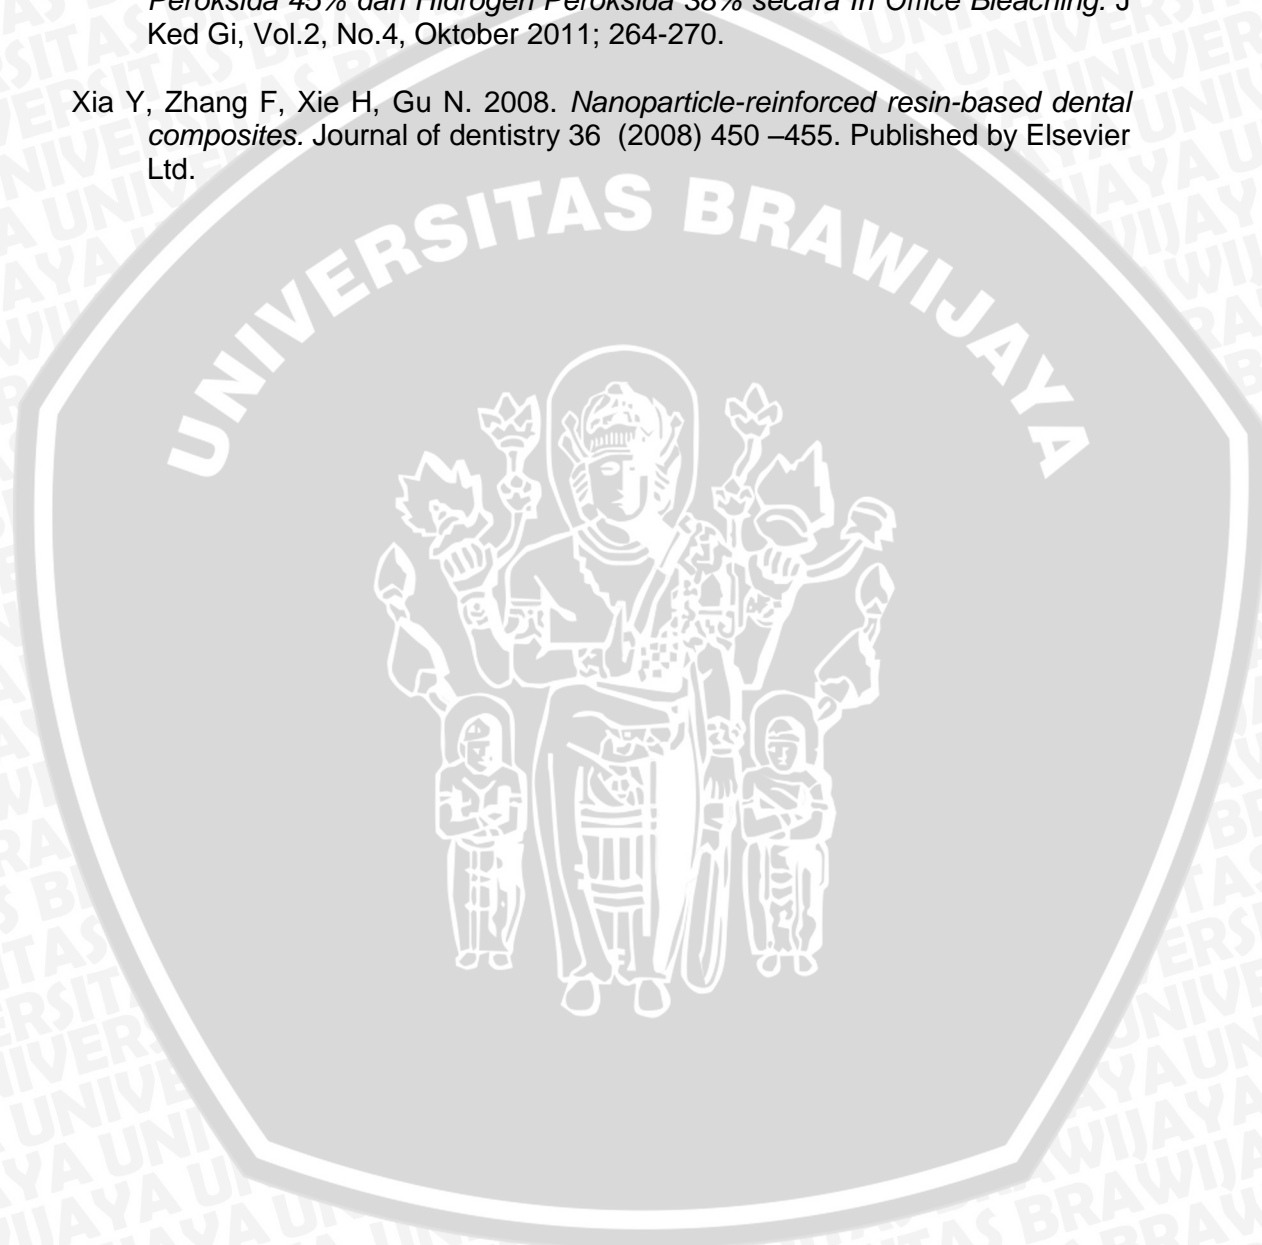 Peroksida 45% dan Hidrogen Peroksida 38% secara In Office Bleaching. J
Ked Gi, Vol.2, No.4, Oktober 2011; 264-270.
Xia Y, Zhang F, Xie H, Gu N. 2008. Nanoparticle-reinforced resin-based dental
composites. Journal of dentistry 36  (2008) 450 –455. Published by Elsevier
Ltd.
UNIVERSITAS BRAWIJAYA